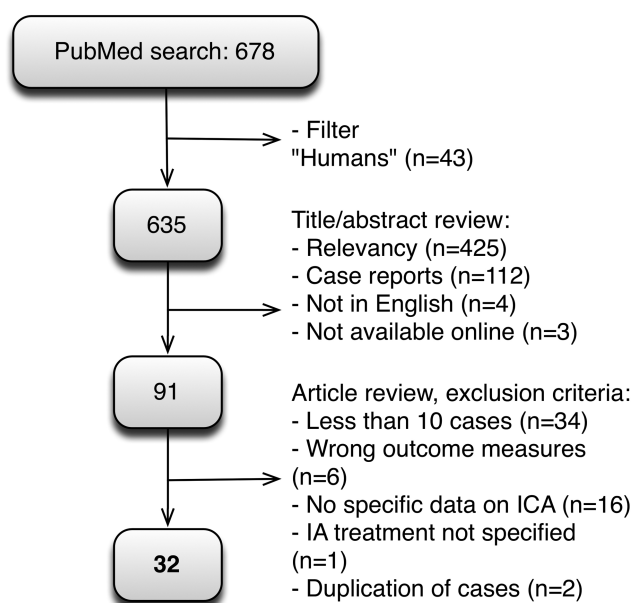 PubMed search: 678
- Filter
"Humans" (n=43)
635
Title/abstract review:
- Relevancy (n=425)
- Case reports (n=112)
- Not in English (n=4)
- Not available online (n=3)
91
Article review, exclusion criteria:
- Less than 10 cases (n=34)
- Wrong outcome measures
(n=6)
- No specific data on ICA (n=16)
- IA treatment not specified
(n=1)
- Duplication of cases (n=2)
32